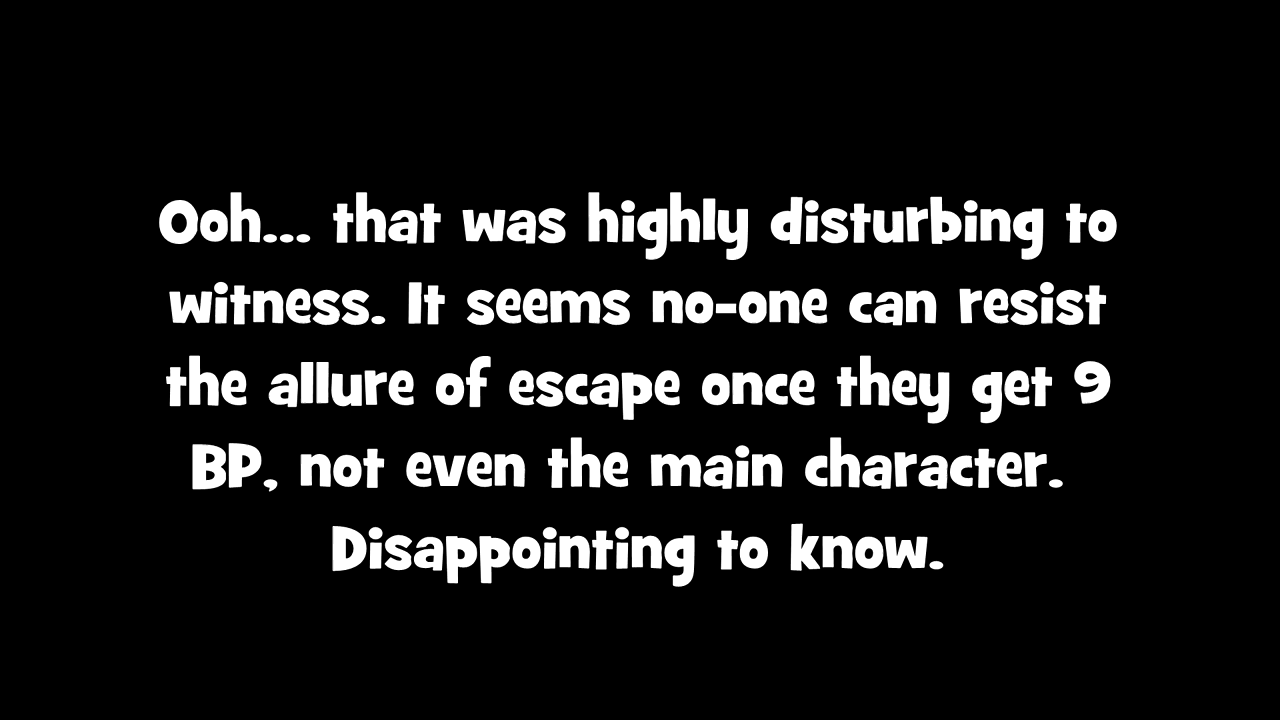 Ooh... that was highly disturbing to
witness. It seems no-one can resist
the allure of escape once they get 9
BP, not even the main character.
Disappointing to know.